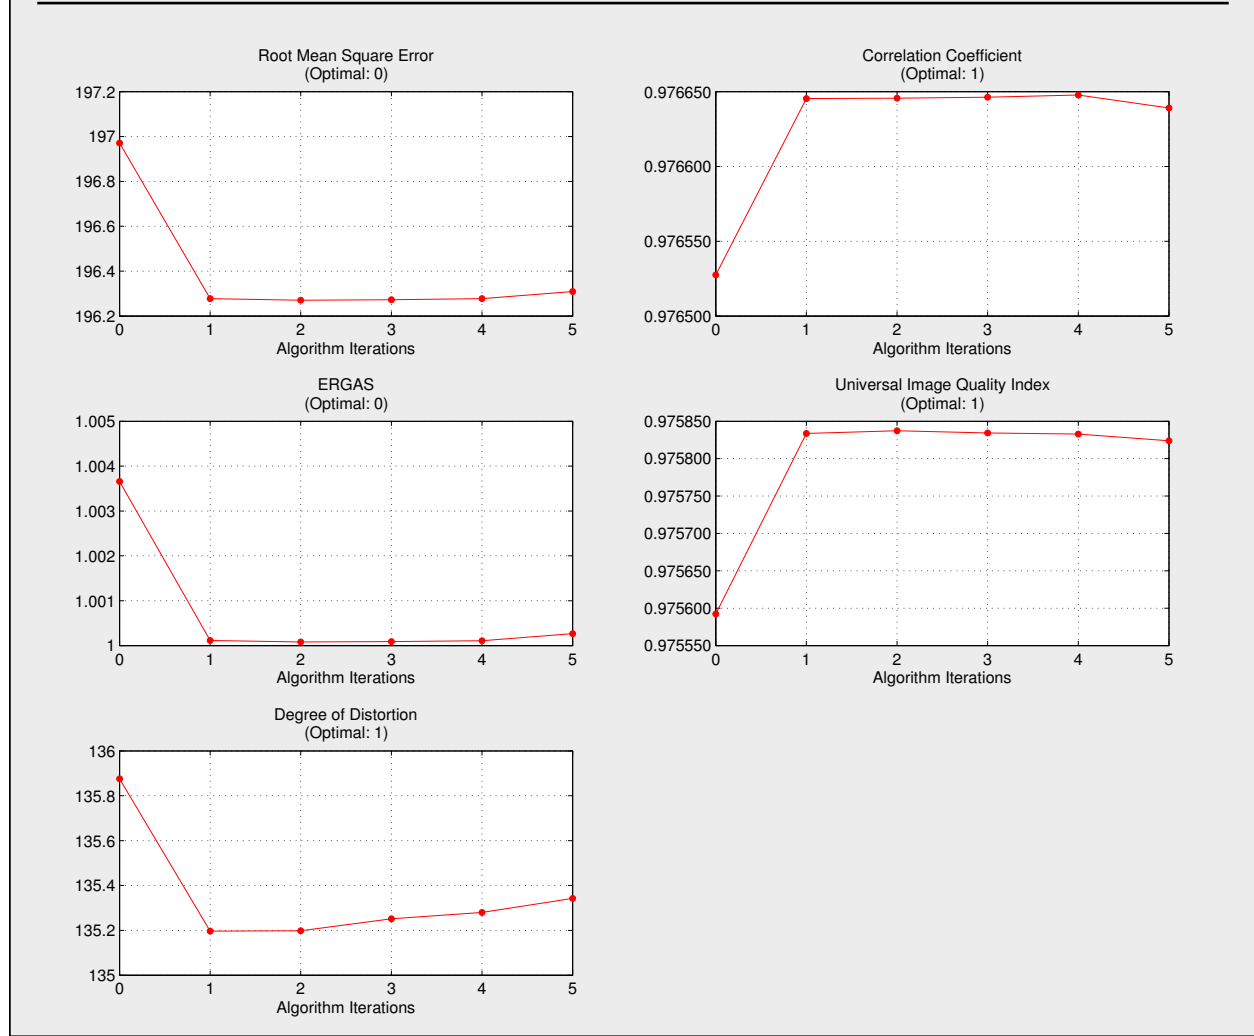 Root Mean Square Error
(Optimal: 0)
197.2
197
196.8
196.6
196.4
196.2
0 1 2 3 4 5
Algorithm Iterations
Correlation Coefficient
(Optimal: 1)
0.976650
0.976600
0.976550
0.976500
0 1 2 3 4 5
Algorithm Iterations
ERGAS
(Optimal: 0)
1.005
1.004
1.003
1.002
1.001
1
0 1 2 3 4 5
Algorithm Iterations
Universal Image Quality Index
(Optimal: 1)
0.975850
0.975800
0.975750
0.975700
0.975650
0.975600
0.975550
0 1 2 3 4 5
Algorithm Iterations
Degree of Distortion
(Optimal: 1)
136
135.8
135.6
135.4
135.2
135
0 1 2 3 4 5
Algorithm Iterations